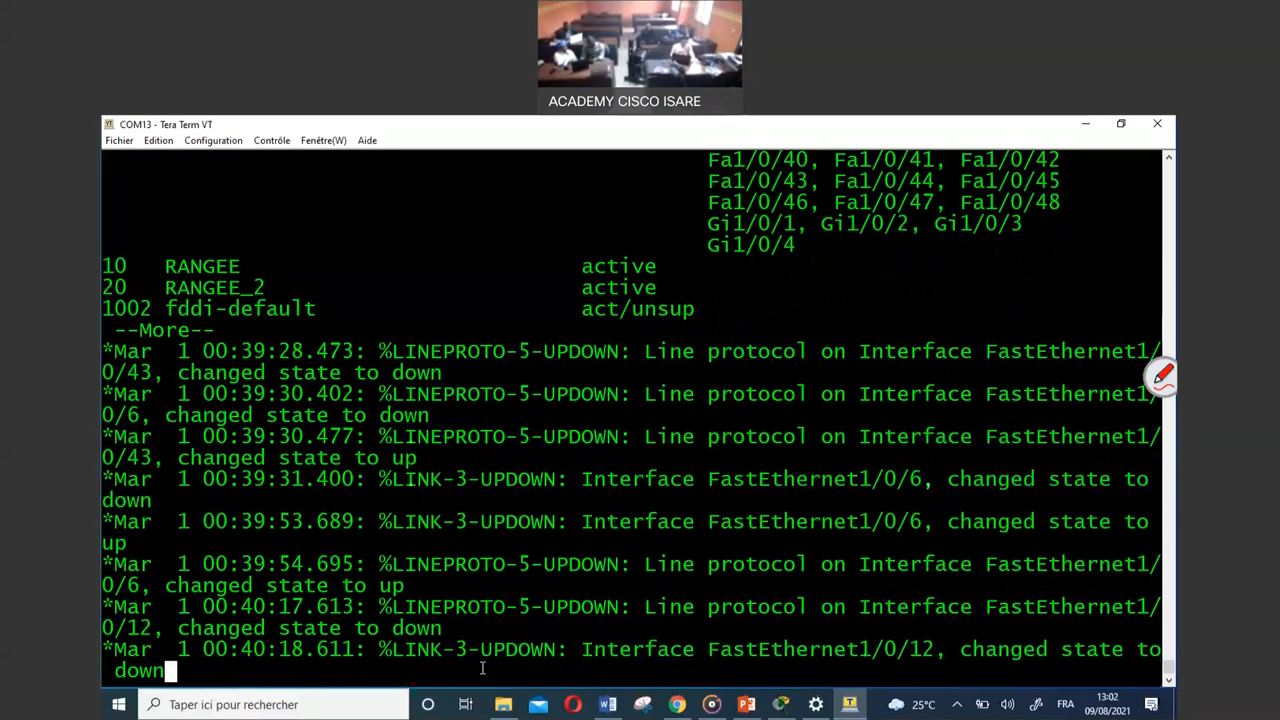 ACADEMY CISCO ISARE
COM13 - Tera Term VT
Fichier Edition Configuration Contrôle Fenêtre(W) Aide
Fa1/0/40, Fa1/0/41, Fa1/0/42
Fa1/0/43, Fa1/0/44, Fa1/0/45
Fa1/0/46, Fa1/0/47, Fa1/0/48
Gi1/0/1, Gi1/0/2, Gi1/0/3
Gi1/0/4
10 RANGEE active
20 RANGEE_2 active
1002 fddi-default act/unsup
--More--
*Mar 1 00:39:28.473: %LINEPROTO-5-UPDOWN: Line protocol on Interface FastEthernet1/
0/43, changed state to down
*Mar 1 00:39:30.402: %LINEPROTO-5-UPDOWN: Line protocol on Interface FastEthernet1/
0/6, changed state to down
*Mar 1 00:39:30.477: %LINEPROTO-5-UPDOWN: Line protocol on Interface FastEthernet1/
0/43, changed state to up
*Mar 1 00:39:31.400: %LINK-3-UPDOWN: Interface FastEthernet1/0/6, changed state to
down
*Mar 1 00:39:53.689: %LINK-3-UPDOWN: Interface FastEthernet1/0/6, changed state to
up
*Mar 1 00:39:54.695: %LINEPROTO-5-UPDOWN: Line protocol on Interface FastEthernet1/
0/6, changed state to up
*Mar 1 00:40:17.613: %LINEPROTO-5-UPDOWN: Line protocol on Interface FastEthernet1/
0/12, changed state to down
*Mar 1 00:40:18.611: %LINK-3-UPDOWN: Interface FastEthernet1/0/12, changed state to
down
Taper ici pour rechercher
25°C
FRA
13:02
09/08/2021